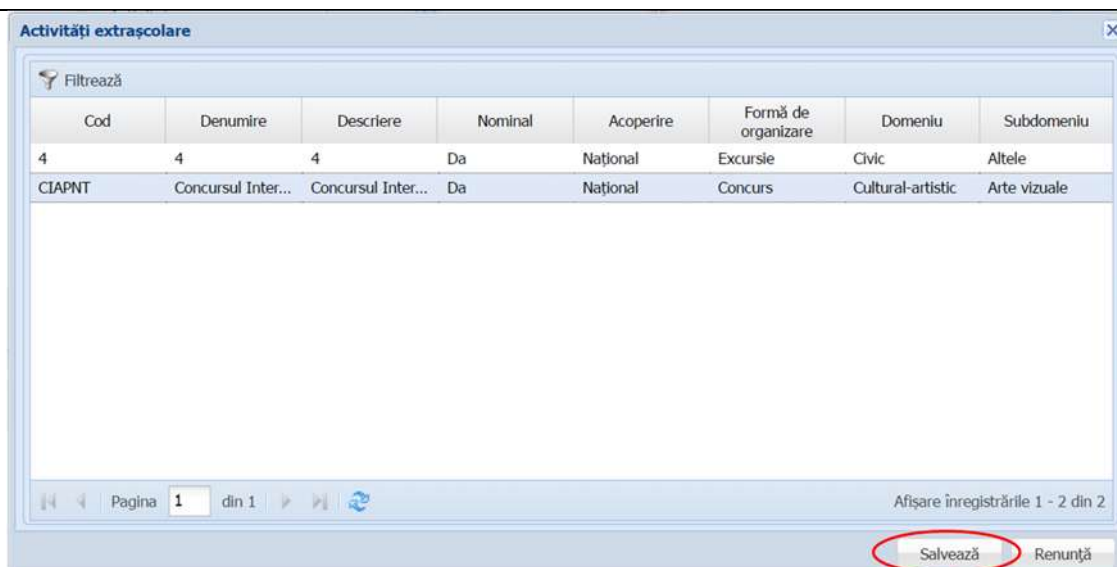 Activități extrașcolare
Filtrează
Cod Denumire Descriere Nominal Acoperire Formă de organizare Domeniu Subdomeniu
4 4 4 Da Național Excursie Civic Altele
CIAPNT Concursul Inter... Concursul Inter... Da Național Concurs Cultural-artistic Arte vizuale
Pagina 1 din 1 Afișare înregistrările 1 - 2 din 2
Salvează Renunță